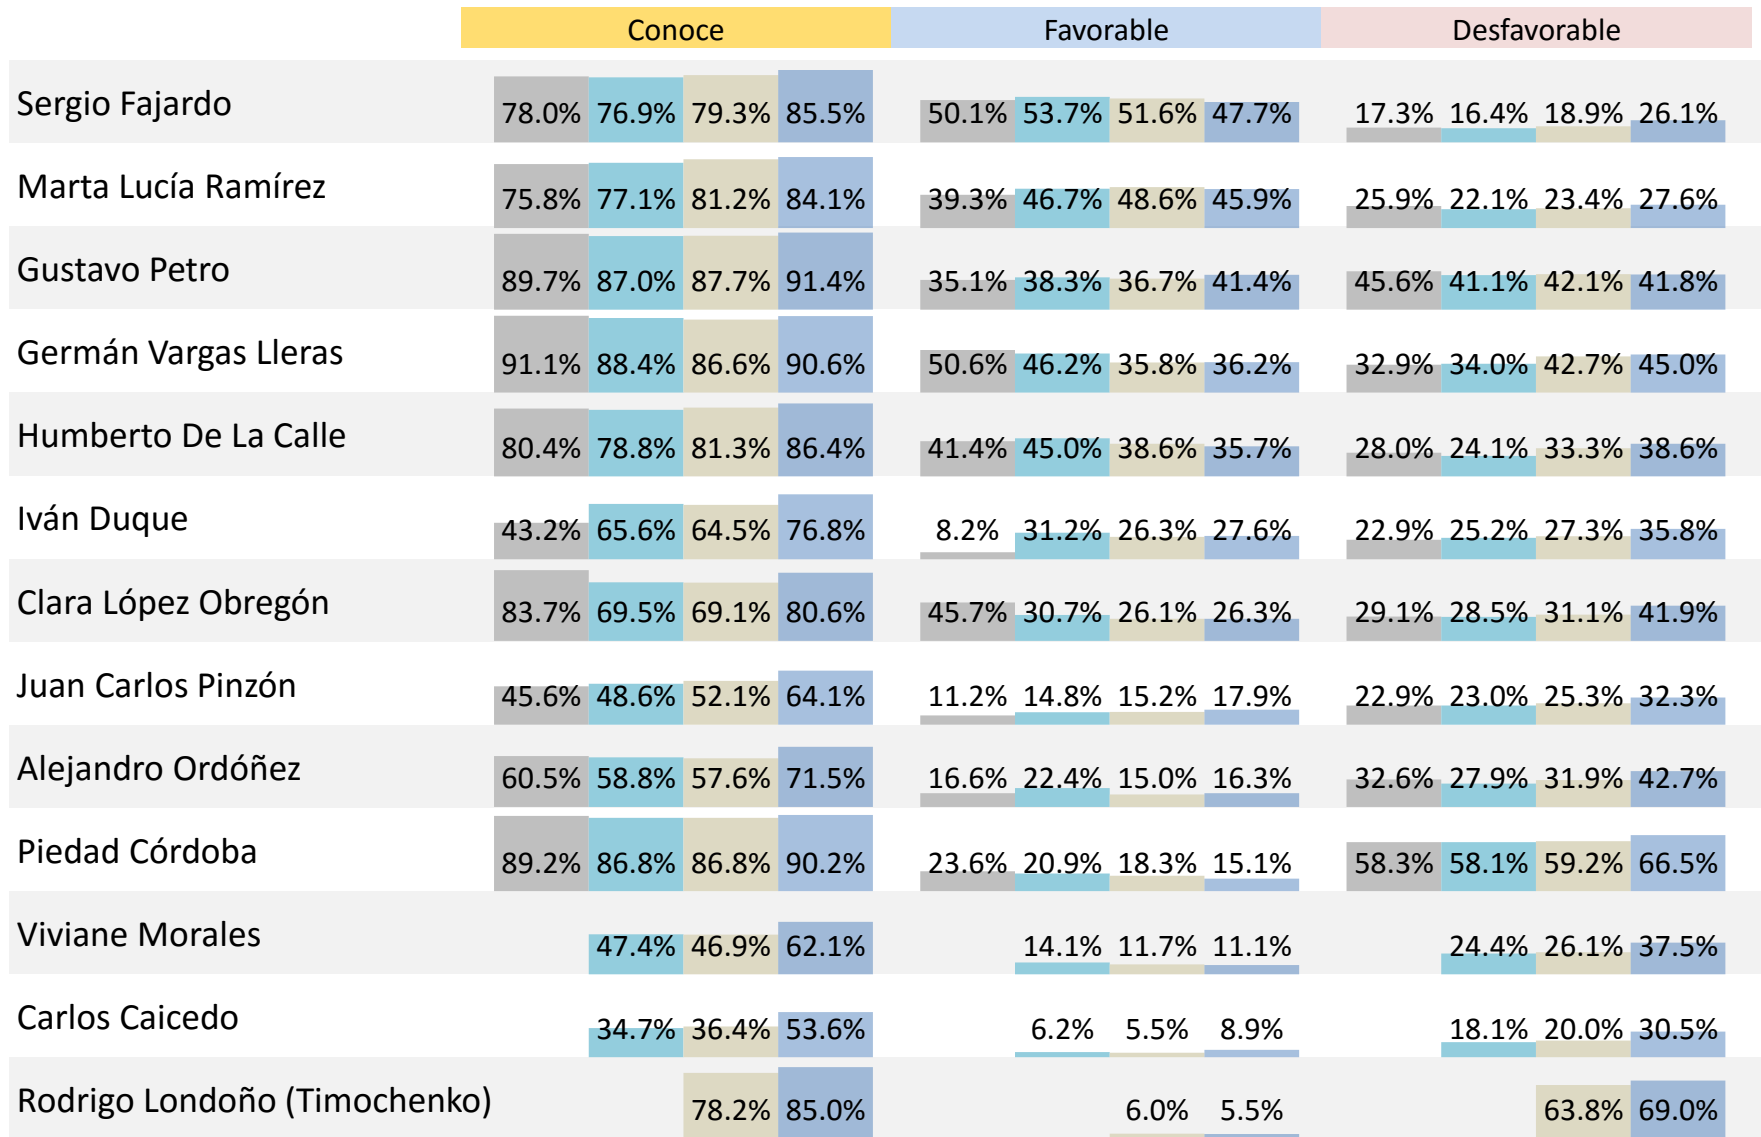 Conoce Favorable Desfavorable
Sergio Fajardo 78.0% 76.9% 79.3% 85.5% 50.1% 53.7% 51.6% 47.7% 17.3% 16.4% 18.9% 26.1%
Marta Lucía Ramírez 75.8% 77.1% 81.2% 84.1% 39.3% 46.7% 48.6% 45.9% 25.9% 22.1% 23.4% 27.6%
Gustavo Petro 89.7% 87.0% 87.7% 91.4% 35.1% 38.3% 36.7% 41.4% 45.6% 41.1% 42.1% 41.8%
Germán Vargas Lleras 91.1% 88.4% 86.6% 90.6% 50.6% 46.2% 35.8% 36.2% 32.9% 34.0% 42.7% 45.0%
Humberto De La Calle 80.4% 78.8% 81.3% 86.4% 41.4% 45.0% 38.6% 35.7% 28.0% 24.1% 33.3% 38.6%
Iván Duque 43.2% 65.6% 64.5% 76.8% 8.2% 31.2% 26.3% 27.6% 22.9% 25.2% 27.3% 35.8%
Clara López Obregón 83.7% 69.5% 69.1% 80.6% 45.7% 30.7% 26.1% 26.3% 29.1% 28.5% 31.1% 41.9%
Juan Carlos Pinzón 45.6% 48.6% 52.1% 64.1% 11.2% 14.8% 15.2% 17.9% 22.9% 23.0% 25.3% 32.3%
Alejandro Ordóñez 60.5% 58.8% 57.6% 71.5% 16.6% 22.4% 15.0% 16.3% 32.6% 27.9% 31.9% 42.7%
Piedad Córdoba 89.2% 86.8% 86.8% 90.2% 23.6% 20.9% 18.3% 15.1% 58.3% 58.1% 59.2% 66.5%
Viviane Morales 47.4% 46.9% 62.1% 14.1% 11.7% 11.1% 24.4% 26.1% 37.5%
Carlos Caicedo 34.7% 36.4% 53.6% 6.2% 5.5% 8.9% 18.1% 20.0% 30.5%
Rodrigo Londoño (Timochenko) 78.2% 85.0% 6.0% 5.5% 63.8% 69.0%